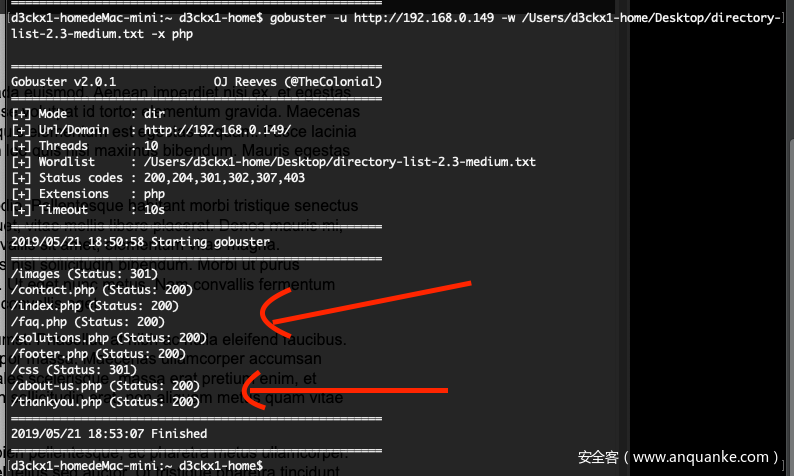 [d3ckx1-homedeMac-mini:~ d3ckx1-home$ gobuster -u http://192.168.0.149 -w /Users/d3ckx1-home/Desktop/directory-]
list-2.3-medium.txt -x php
=====================================================
Gobuster v2.0.1 OJ Reeves (@TheColonial)
=====================================================
[+] Mode : dir
[+] Url/Domain : http://192.168.0.149/
[+] Threads : 10
[+] Wordlist : /Users/d3ckx1-home/Desktop/directory-list-2.3-medium.txt
[+] Status codes : 200,204,301,302,307,403
[+] Extensions : php
[+] Timeout : 10s
=====================================================
2019/05/21 18:50:58 Starting gobuster
=====================================================
/images (Status: 301)
/contact.php (Status: 200)
/index.php (Status: 200)
/faq.php (Status: 200)
/solutions.php (Status: 200)
/footer.php (Status: 200)
/css (Status: 301)
/about-us.php (Status: 200)
/thankyou.php (Status: 200)
=====================================================
2019/05/21 18:53:07 Finished
=====================================================
[d3ckx1-homedeMac-mini:~ d3ckx1-home$
安全客（www.anquanke.com）